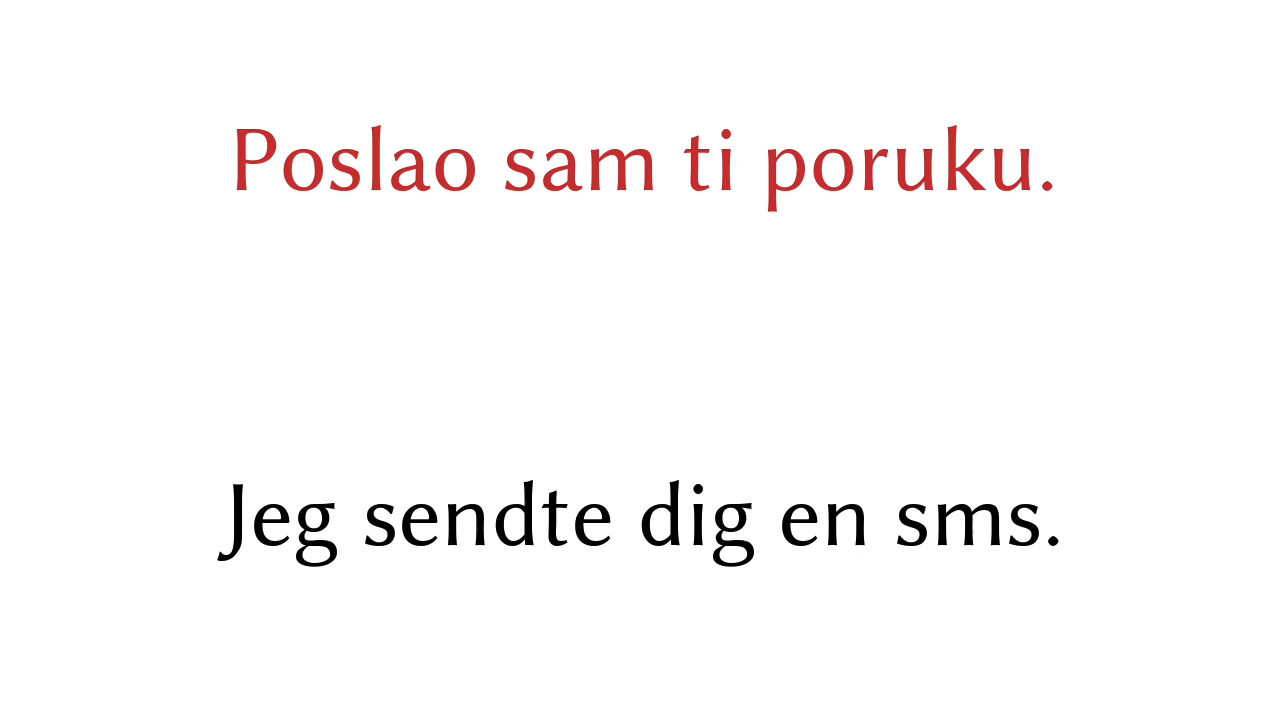 Poslao sam ti poruku.
Jeg sendte dig en sms.